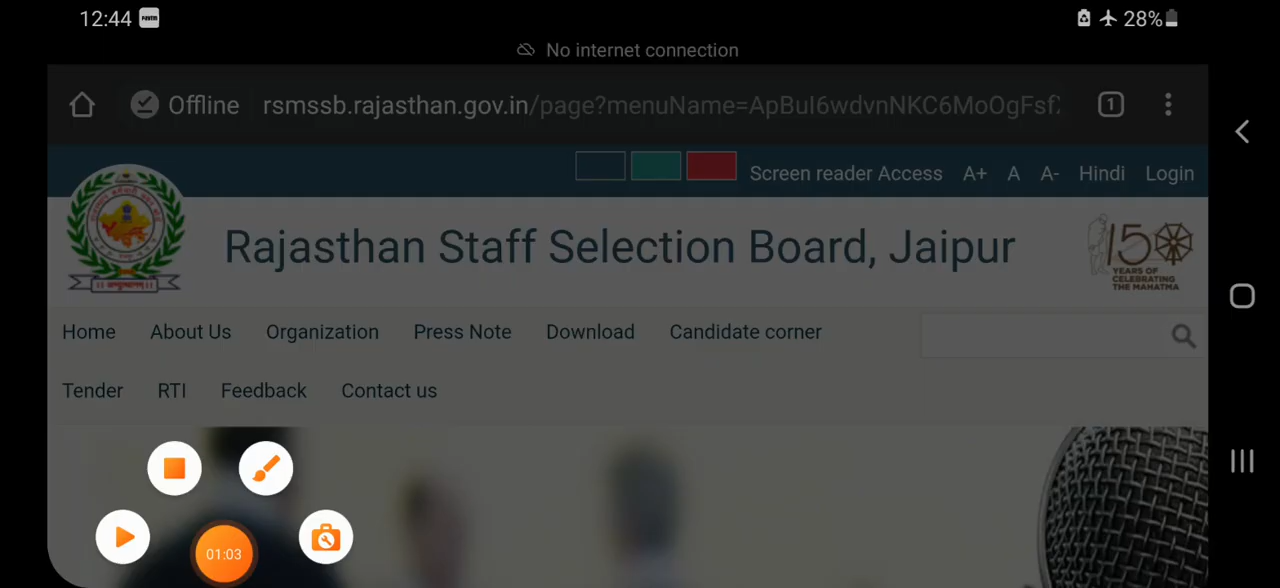 12:44 Paytm 28%
No internet connection
Offline rsmssb.rajasthan.gov.in/page?menuName=ApBuI6wdvnNKC6MoOgFsf
1
Screen reader Access A+ A A- Hindi Login
Rajasthan Staff Selection Board, Jaipur
150
YEARS OF
CELEBRATING
THE MAHATMA
Home About Us Organization Press Note Download Candidate corner
Tender RTI Feedback Contact us
01:03